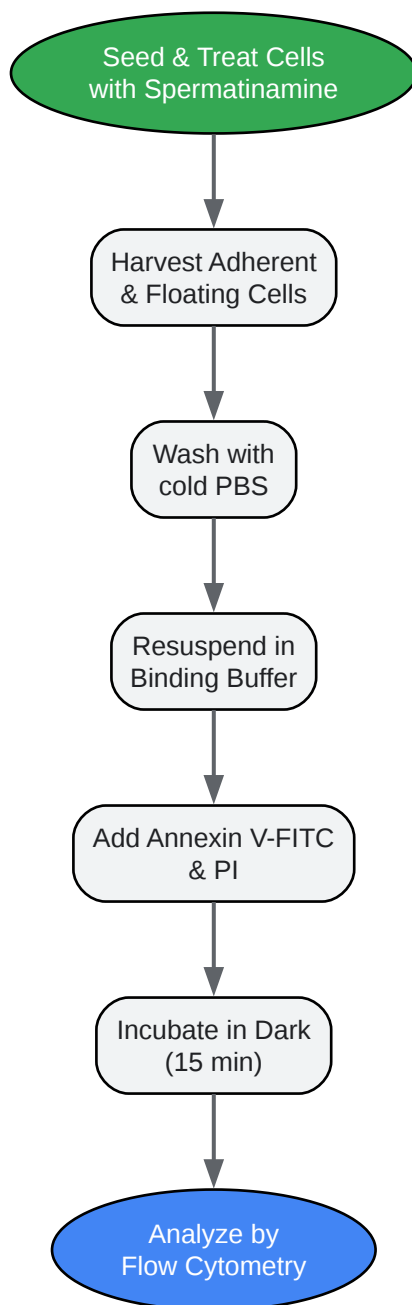 Seed & Treat Cells
with Spermatinamine
Harvest Adherent
& Floating Cells
Wash with
cold PBS
Resuspend in
Binding Buffer
Add Annexin V-FITC
& PI
Incubate in Dark
(15 min)
Analyze by
Flow Cytometry